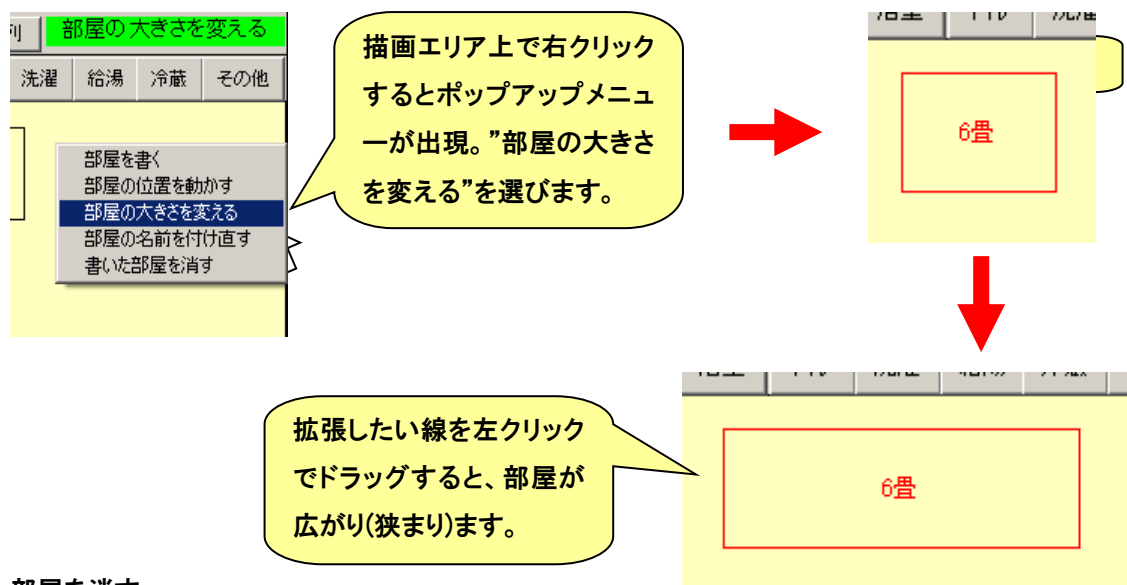 列 部屋の大きさを変える
洗濯 給湯 冷蔵 その他
部屋を書く
部屋の位置を動かす
部屋の大きさを変える
部屋の名前を付け直す
書いた部屋を消す
描画エリア上で右クリック
するとポップアップメニュ
ーが出現。”部屋の大きさ
を変える”を選びます。
6畳
拡張したい線を左クリック
でドラッグすると、部屋が
広がり(狭まり)ます。
6畳
部屋を消す